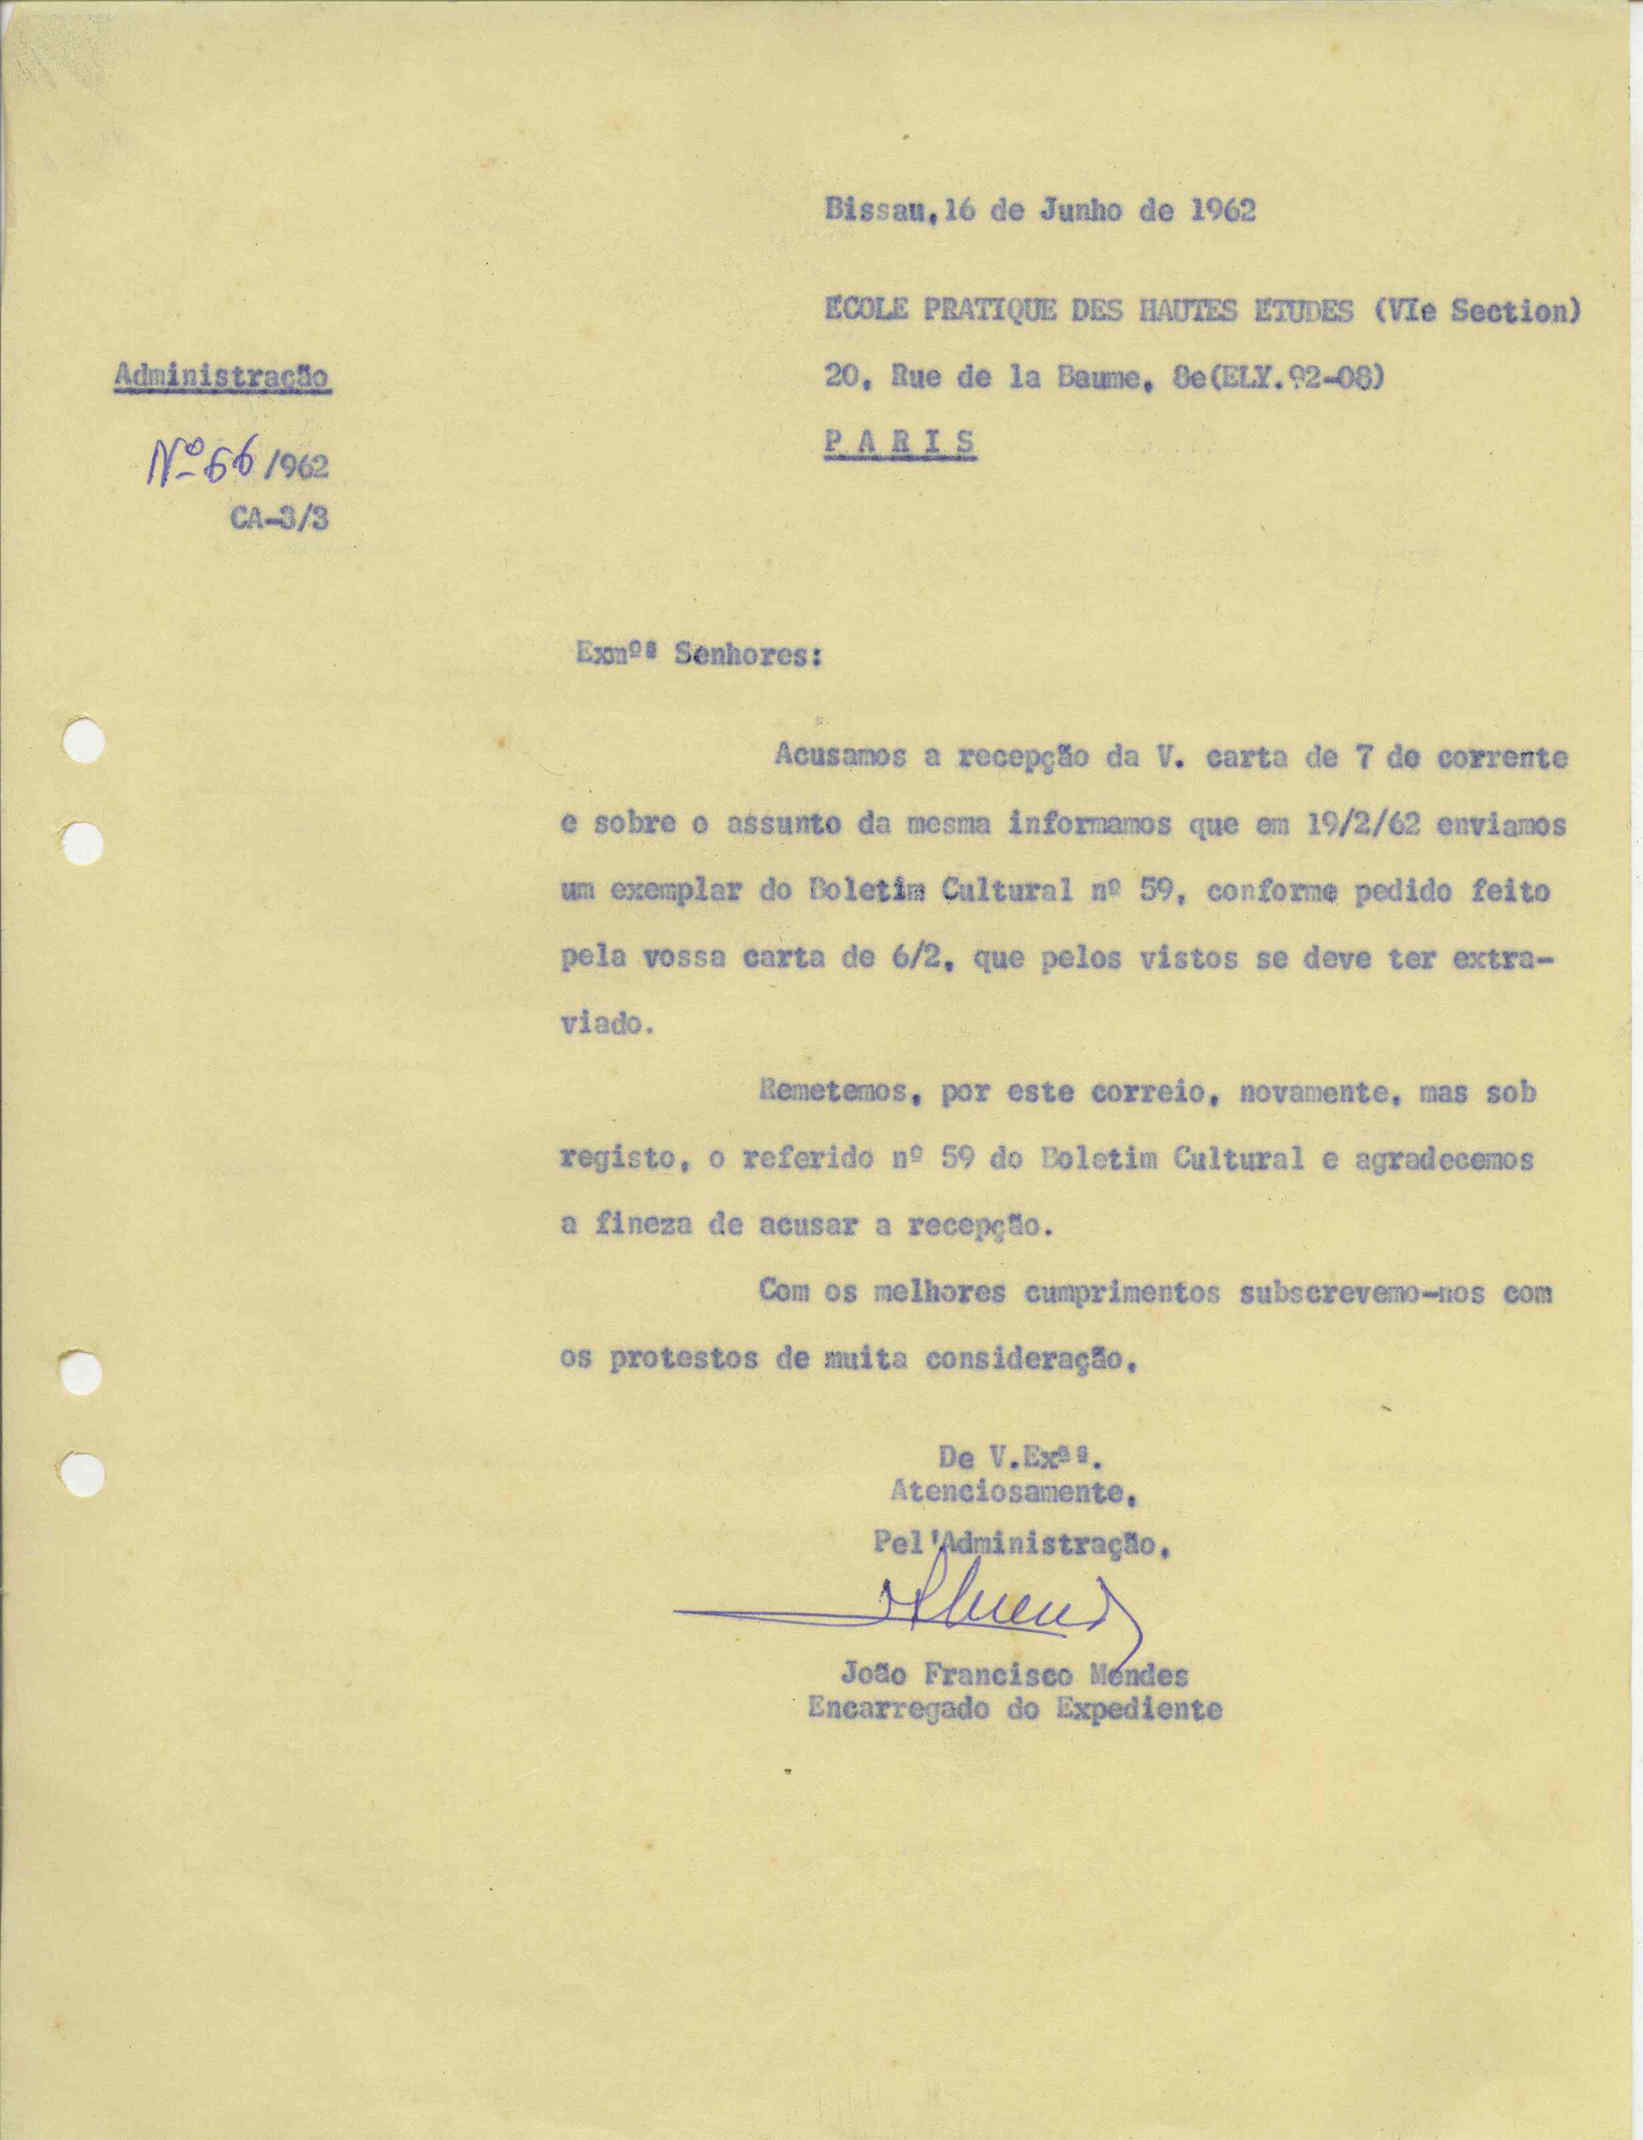 Bissau,16 de Junho de 1962
ECOLE PRATIQUE DES HAUTES ETUDES (VIe Section)
Administração
20, Rue de la Baume, 8e(ELY.92-08)
PARIS
Nº 66/962
CA-3/3
Exmºs Senhores:
Acusamos a recepção da V. carta de 7 do corrente
e sobre o assunto da mesma informamos que em 19/2/62 enviamos
um exemplar do Boletim Cultural nº 59, conforme pedido feito
pela vossa carta de 6/2, que pelos vistos se deve ter extra-
viado.
Remetemos, por este correio, novamente, mas sob
registo, o referido nº 59 do Boletim Cultural e agradecemos
a fineza de acusar a recepção.
Com os melhores cumprimentos subscrevemo-nos com
os protestos de muita consideração,
De V.Exªs.
Atenciosamente,
Pel'Administração,
João Francisco Mendes
Encarregado do Expediente